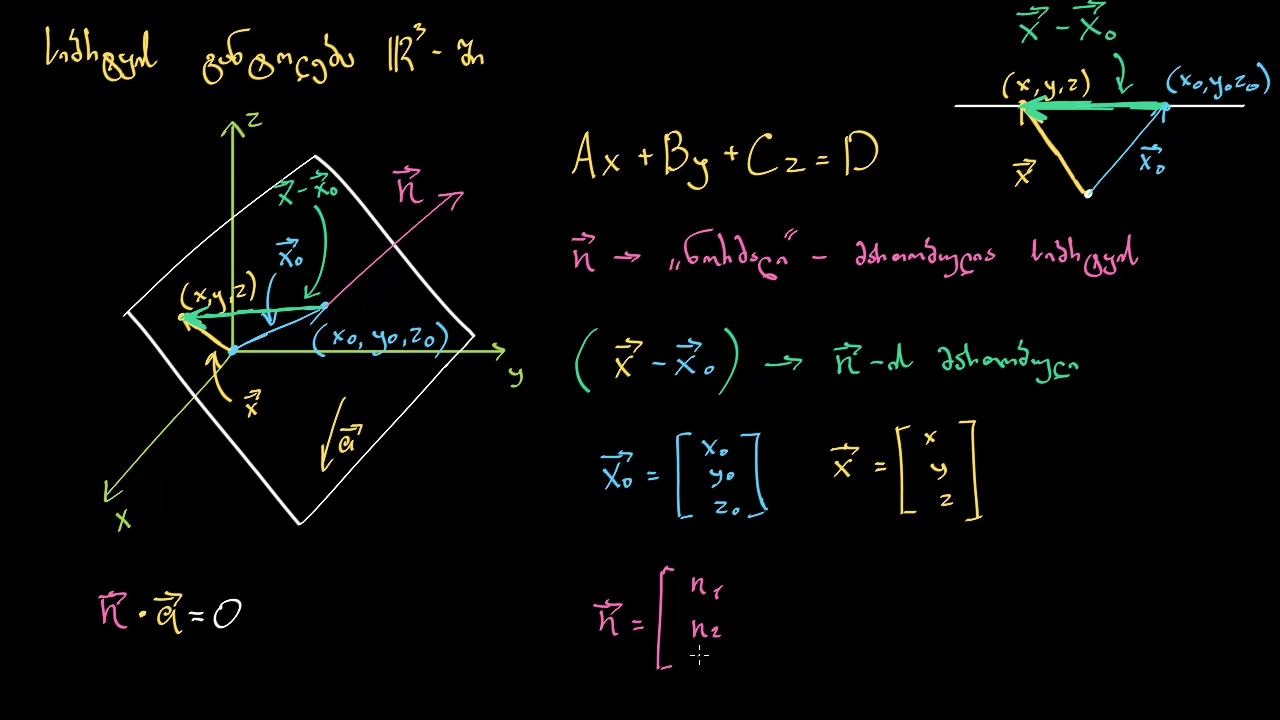 სიბრტყის განტოლება ℝ³ - ში
x⃗ - x⃗₀
(x, y, z) (x₀, y₀ z₀)
x⃗ x⃗₀
z
x⃗ - x⃗₀
n⃗
x⃗₀
(x, y, z)
(x₀, y₀, z₀)
y
x⃗
a⃗
x
Ax + By + Cz = D
n⃗ → „ნორმალი“ - მართობულია სიბრტყის
(x⃗ - x⃗₀) → n⃗ -ის მართობული
x⃗₀ = [x₀ y₀ z₀] x⃗ = [x y z]
n⃗ · a⃗ = 0
n⃗ = [n₁ n₂